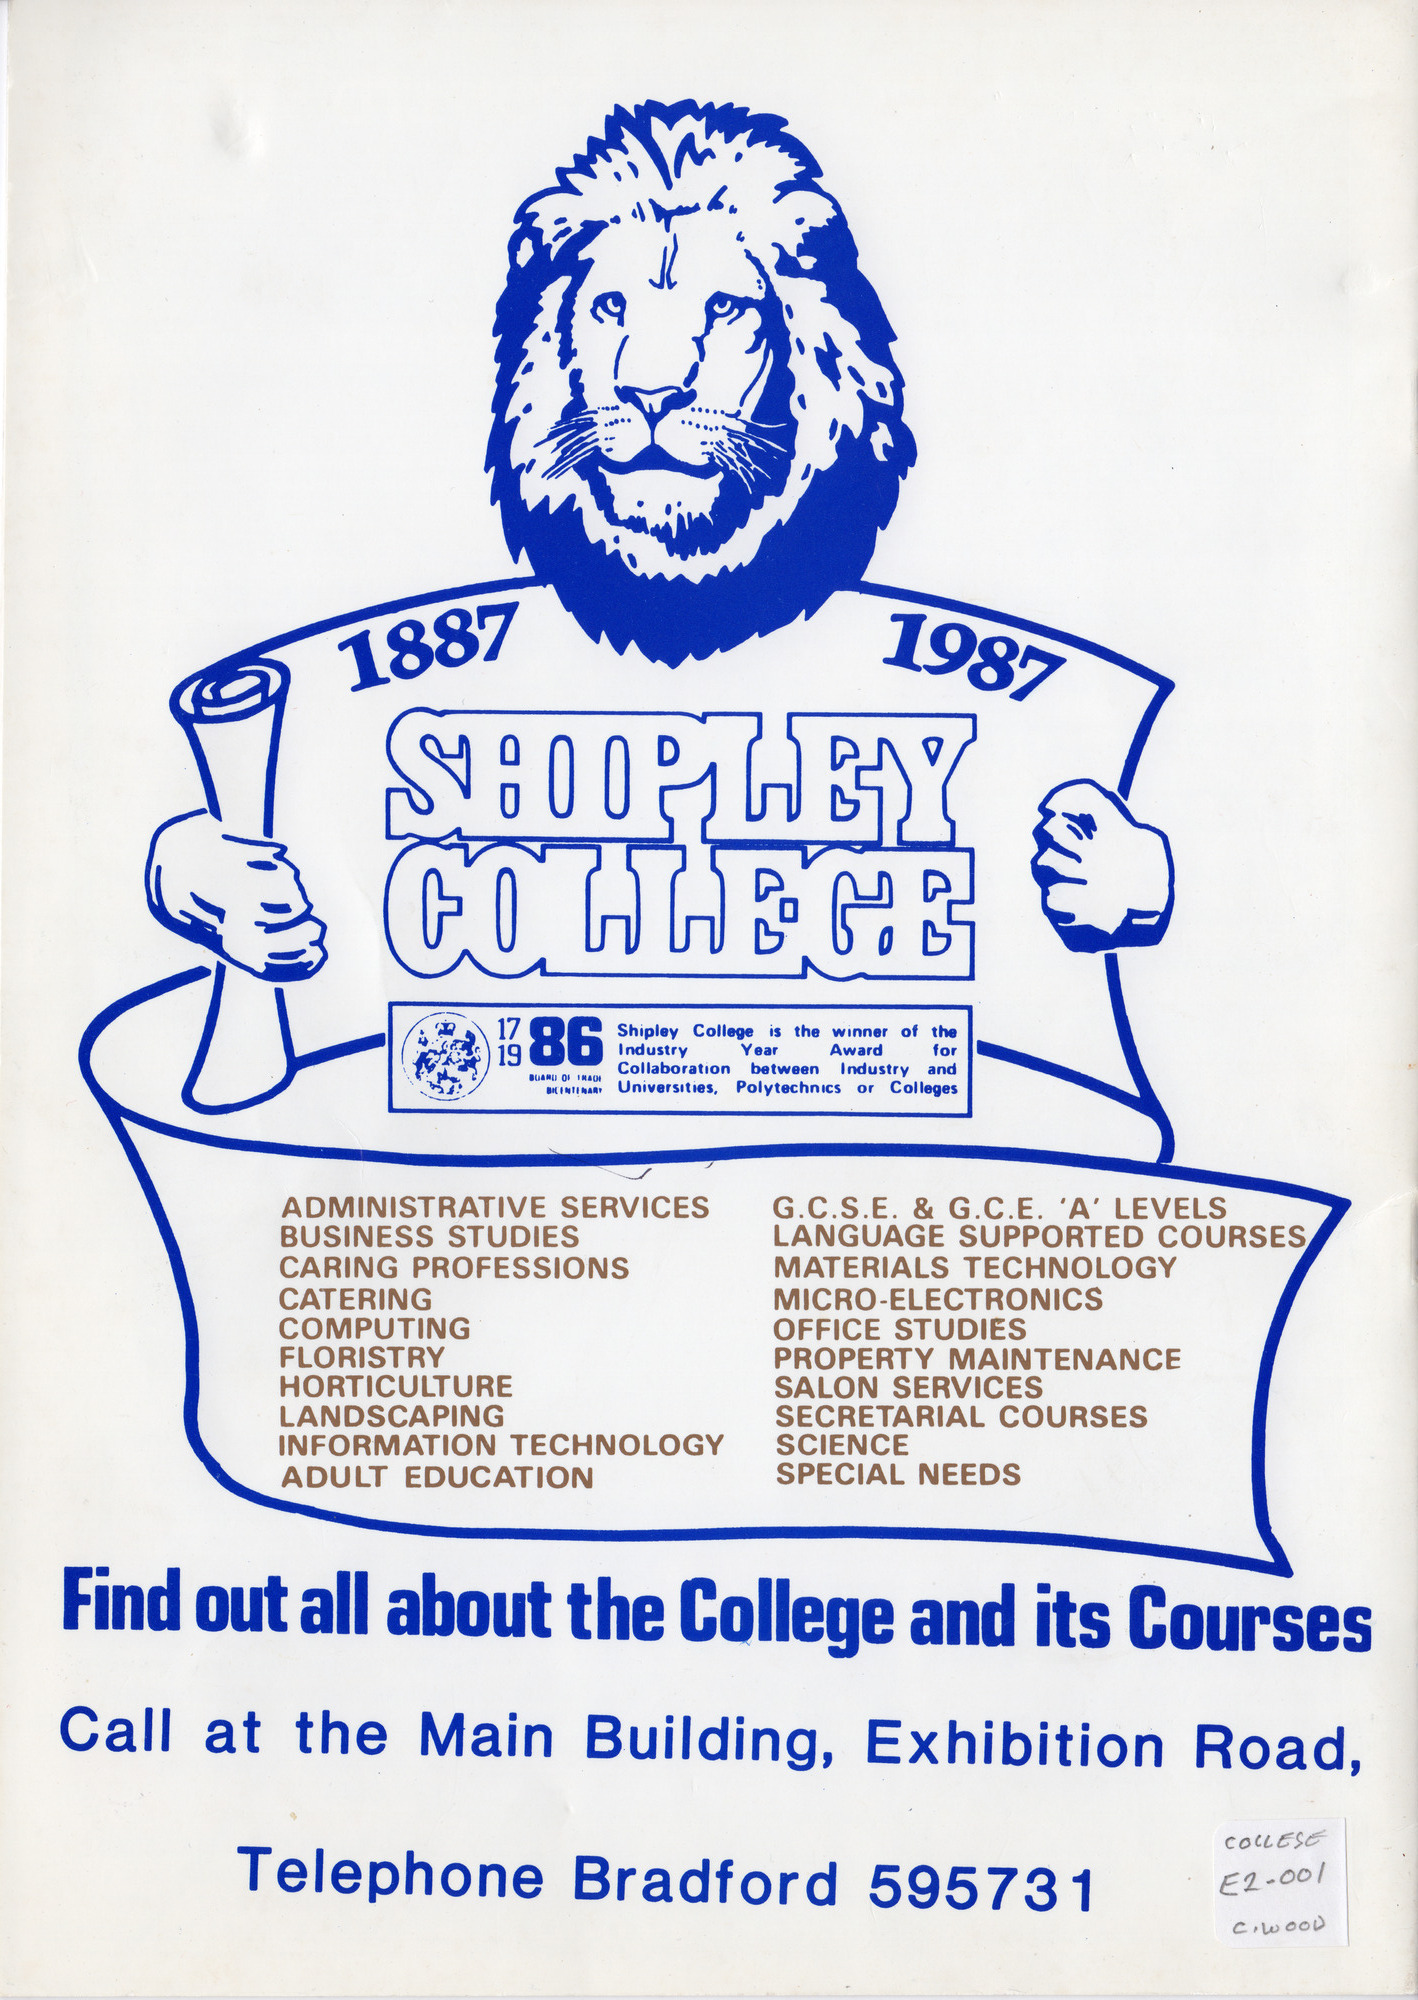 1887 1987
SHIPLEY
COLLEGE
17
19
86
BOARD OF TRADE
BICENTENARY
Shipley College is the winner of the
Industry Year Award for
Collaboration between Industry and
Universities, Polytechnics or Colleges
ADMINISTRATIVE SERVICES
BUSINESS STUDIES
CARING PROFESSIONS
CATERING
COMPUTING
FLORISTRY
HORTICULTURE
LANDSCAPING
INFORMATION TECHNOLOGY
ADULT EDUCATION
G.C.S.E. & G.C.E. ‘A’ LEVELS
LANGUAGE SUPPORTED COURSES
MATERIALS TECHNOLOGY
MICRO-ELECTRONICS
OFFICE STUDIES
PROPERTY MAINTENANCE
SALON SERVICES
SECRETARIAL COURSES
SCIENCE
SPECIAL NEEDS
Find out all about the College and its Courses
Call at the Main Building, Exhibition Road,
Telephone Bradford 595731
COLLEGE
E2-001
C.WOOD